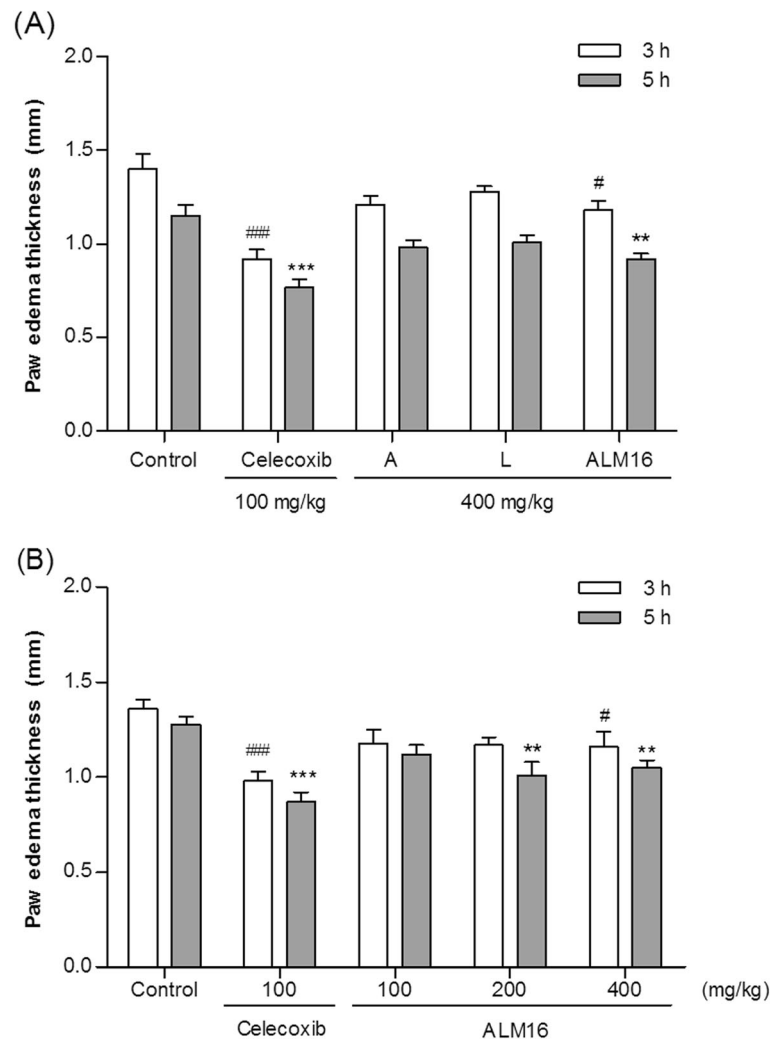 (A)
3 h
5 h
Paw edema thickness (mm)
2.0
1.5
1.0
0.5
0.0
#
###
***
**
Control Celecoxib A L ALM16
100 mg/kg 400 mg/kg
(B)
3 h
5 h
Paw edema thickness (mm)
2.0
1.5
1.0
0.5
0.0
#
###
*** ** **
Control 100 100 200 400 (mg/kg)
Celecoxib ALM16